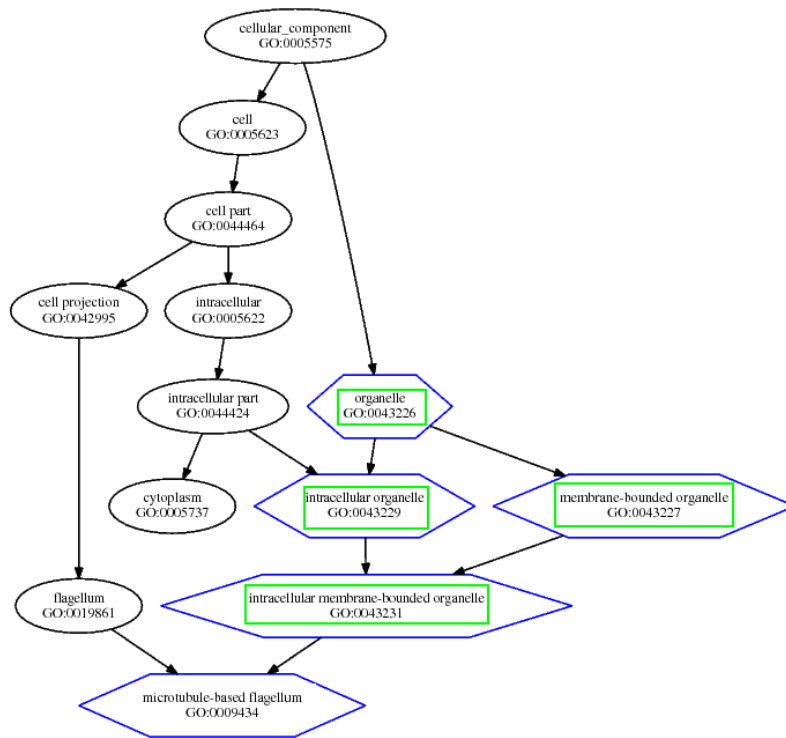 cellular_component
GO:0005575
cell
GO:0005623
cell part
GO:0044464
cell projection
GO:0042995
intracellular
GO:0005622
intracellular part
GO:0044424
organelle
GO:0043226
cytoplasm
GO:0005737
intracellular organelle
GO:0043229
membrane-bounded organelle
GO:0043227
flagellum
GO:0019861
intracellular membrane-bounded organelle
GO:0043231
microtubule-based flagellum
GO:0009434